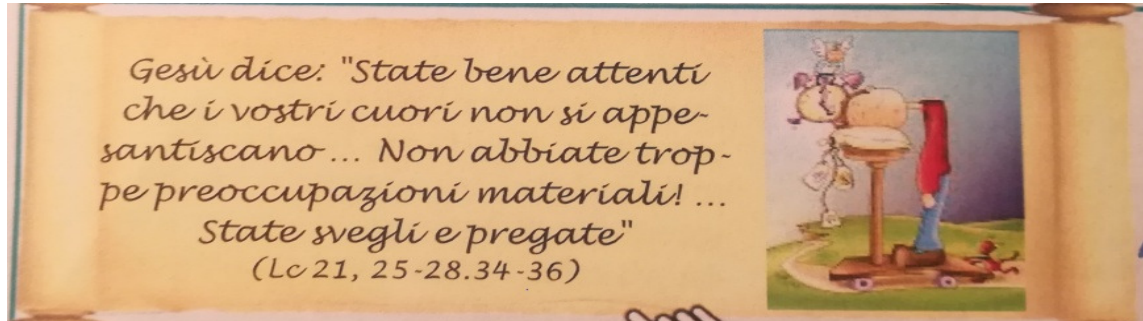 Gesù dice: "State bene attenti
che i vostri cuori non si appe-
santiscano ... Non abbiate trop-
pe preoccupazioni materiali! ...
State svegli e pregate"
(Lc 21, 25-28.34-36)